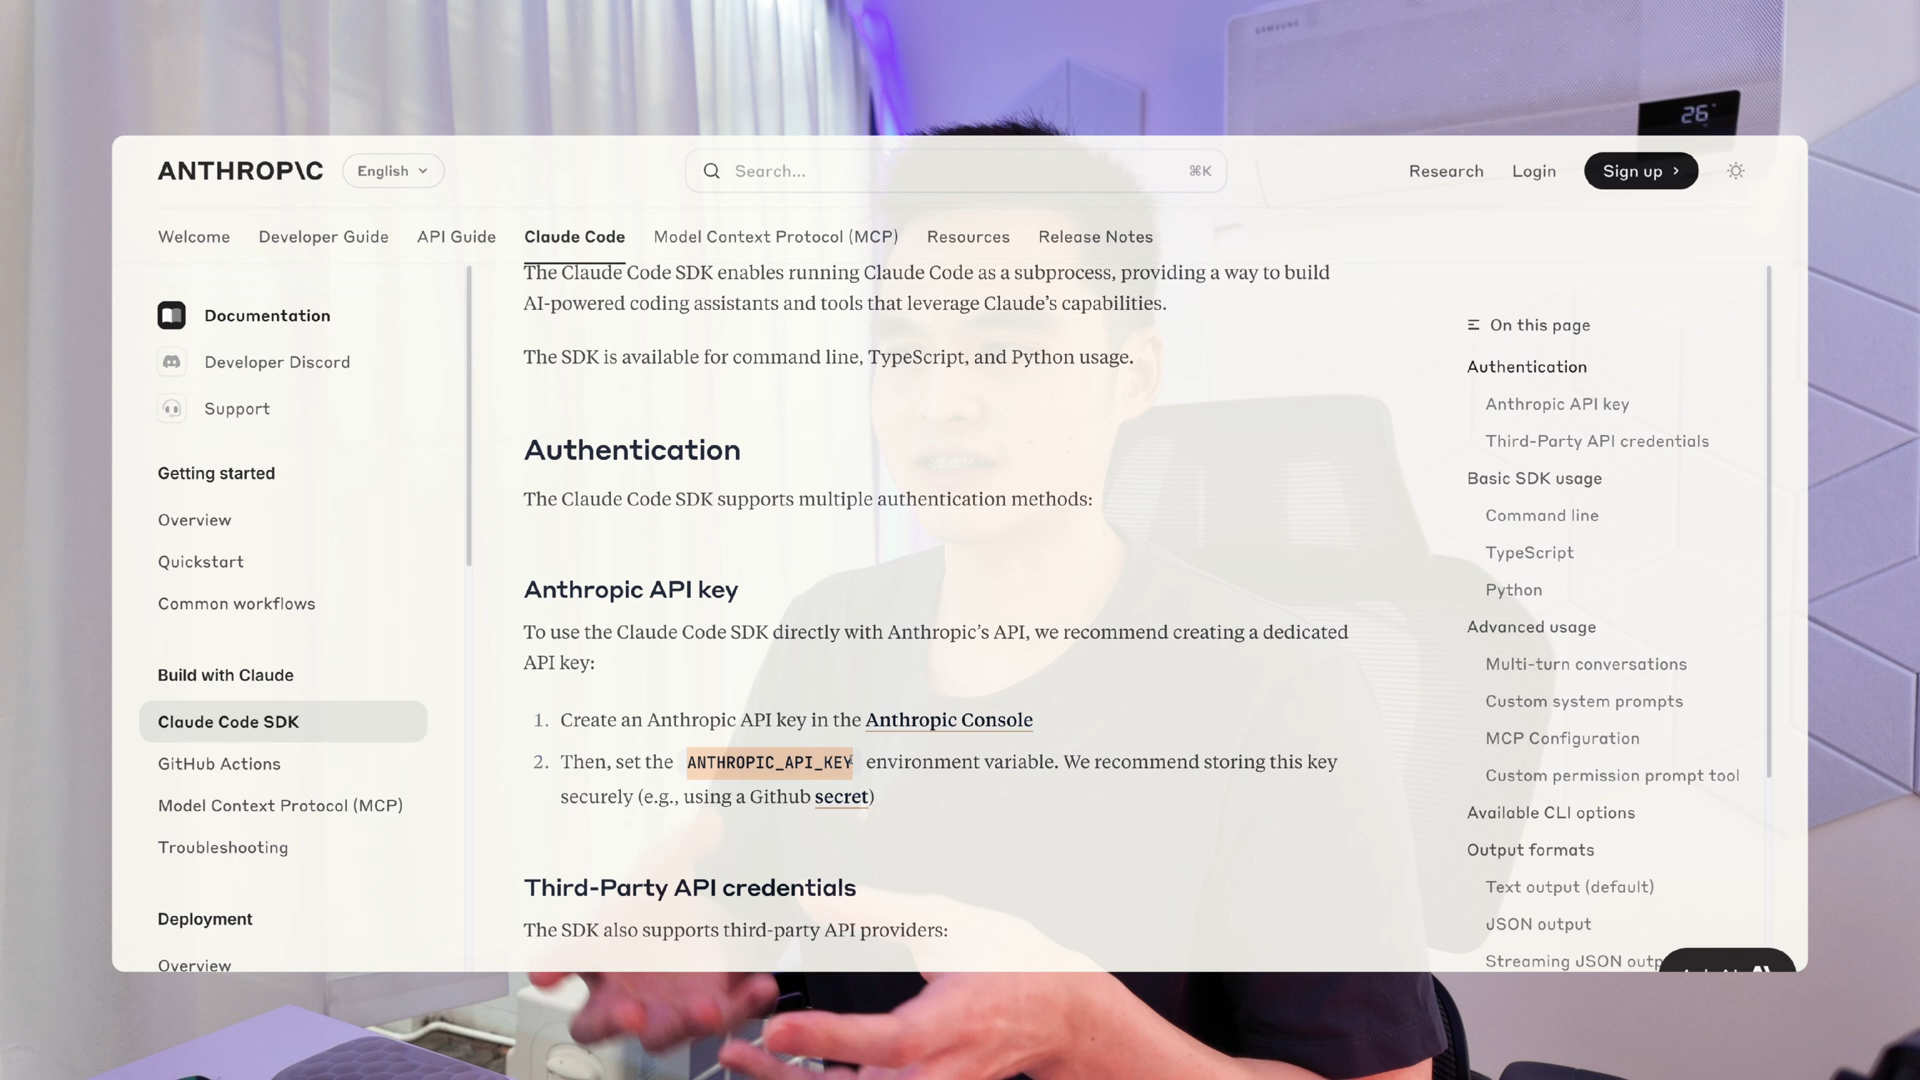 SAMSUNG
26°
ANTHROP\C
English
Search...
⌘K
Research
Login
Sign up
Welcome
Developer Guide
API Guide
Claude Code
Model Context Protocol (MCP)
Resources
Release Notes
Documentation
Developer Discord
Support
Getting started
Overview
Quickstart
Common workflows
Build with Claude
Claude Code SDK
GitHub Actions
Model Context Protocol (MCP)
Troubleshooting
Deployment
Overview
The Claude Code SDK enables running Claude Code as a subprocess, providing a way to build
AI-powered coding assistants and tools that leverage Claude’s capabilities.
The SDK is available for command line, TypeScript, and Python usage.
Authentication
The Claude Code SDK supports multiple authentication methods:
Anthropic API key
To use the Claude Code SDK directly with Anthropic’s API, we recommend creating a dedicated
API key:
1. Create an Anthropic API key in the Anthropic Console
2. Then, set the ANTHROPIC_API_KEY environment variable. We recommend storing this key
securely (e.g., using a Github secret)
Third-Party API credentials
The SDK also supports third-party API providers:
On this page
Authentication
Anthropic API key
Third-Party API credentials
Basic SDK usage
Command line
TypeScript
Python
Advanced usage
Multi-turn conversations
Custom system prompts
MCP Configuration
Custom permission prompt tool
Available CLI options
Output formats
Text output (default)
JSON output
Streaming JSON outp